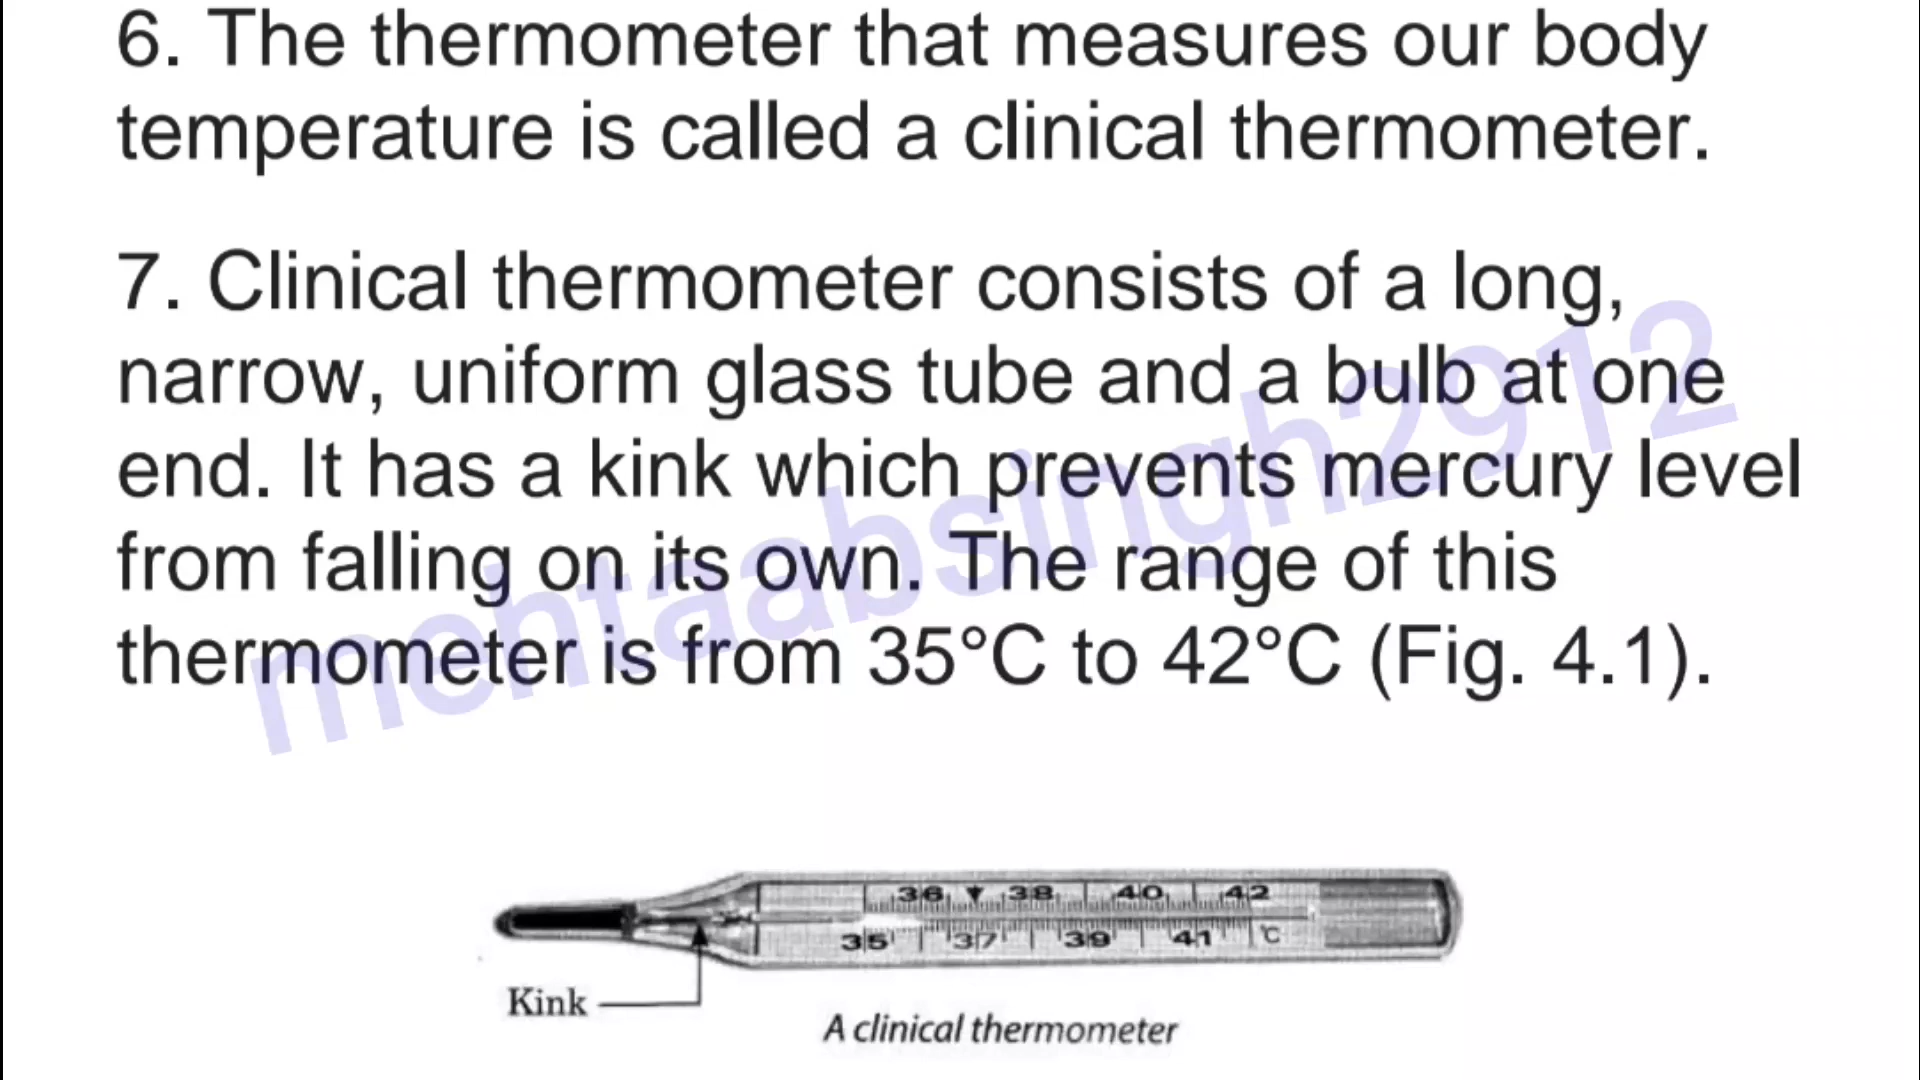 6. The thermometer that measures our body
temperature is called a clinical thermometer.
7. Clinical thermometer consists of a long,
narrow, uniform glass tube and a bulb at one
end. It has a kink which prevents mercury level
from falling on its own. The range of this
thermometer is from 35°C to 42°C (Fig. 4.1).
mehtaabsingh2912
36 38 40 42
35 37 39 41 °C
Kink
A clinical thermometer